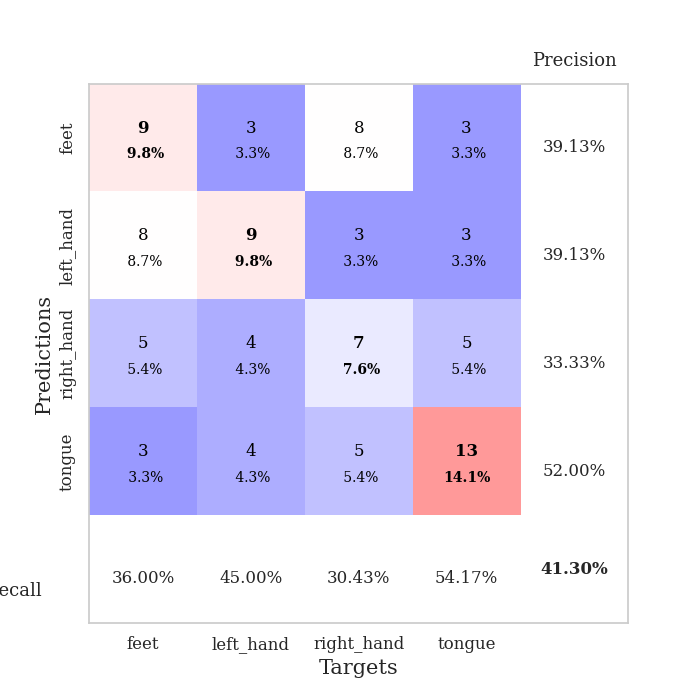 Precision
feet
9 3 8 3
9.8% 3.3% 8.7% 3.3%
39.13%
left_hand
8 9 3 3
8.7% 9.8% 3.3% 3.3%
39.13%
Predictions
right_hand
5 4 7 5
5.4% 4.3% 7.6% 5.4%
33.33%
tongue
3 4 5 13
3.3% 4.3% 5.4% 14.1%
52.00%
ecall
36.00% 45.00% 30.43% 54.17%
41.30%
feet left_hand right_hand tongue
Targets